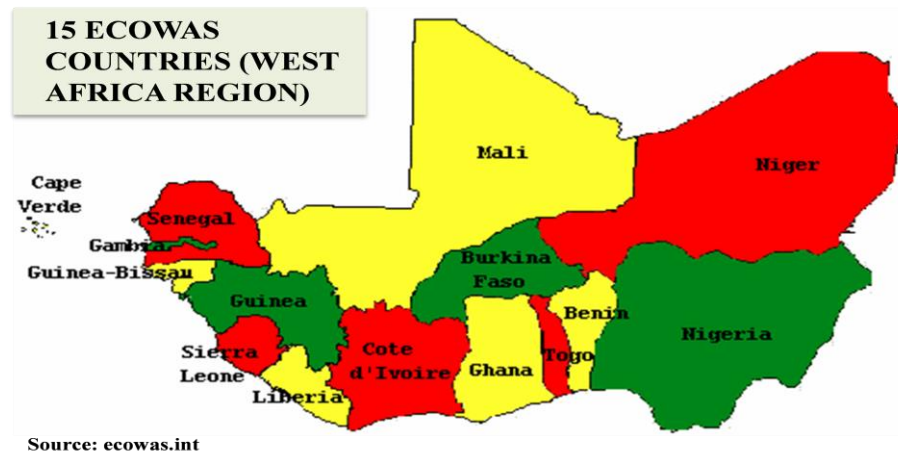 15 ECOWAS
COUNTRIES (WEST
AFRICA REGION)
Mali
Niger
Cape
Verde
Senegal
Gambia
Guinea-Bissau
Burkina
Faso
Guinea
Benin
Nigeria
Sierra
Leone
Cote
d'Ivoire
Ghana
Togo
Liberia
Source: ecowas.int